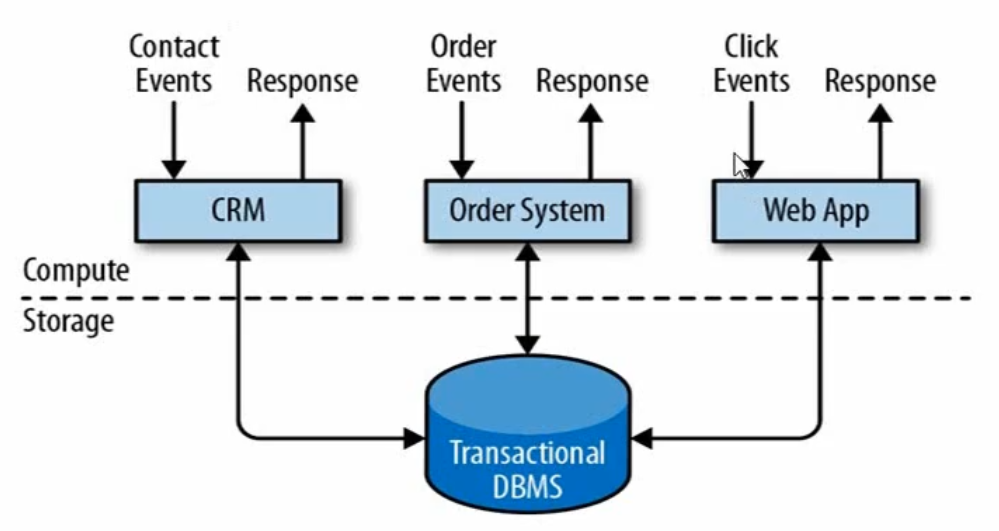 Contact
Events
Response
Order
Events
Response
Click
Events
Response
CRM
Order System
Web App
Compute
Storage
Transactional
DBMS